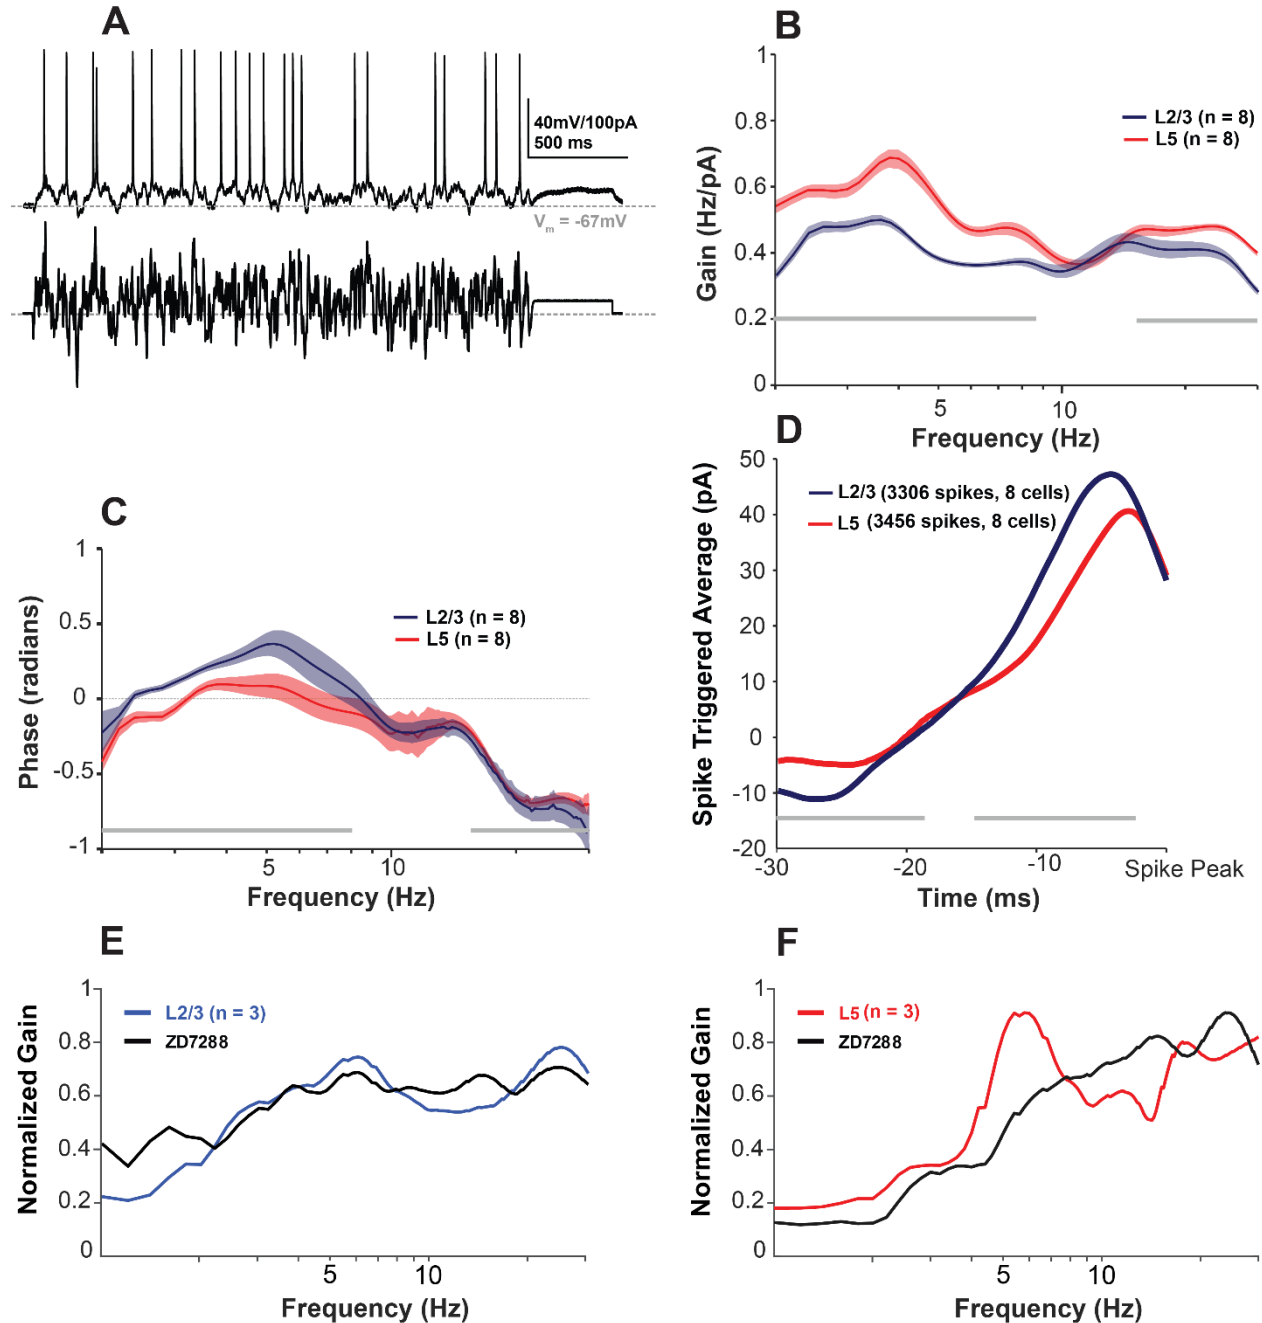 A
40mV/100pA
500 ms
Vm = -67mV
B
1
0.8
0.6
0.4
0.2
0
Gain (Hz/pA)
L2/3 (n = 8)
L5 (n = 8)
5
10
Frequency (Hz)
C
1
0.5
0
-0.5
-1
Phase (radians)
L2/3 (n = 8)
L5 (n = 8)
5
10
Frequency (Hz)
D
50
40
30
20
10
0
-10
-20
Spike Triggered Average (pA)
L2/3 (3306 spikes, 8 cells)
L5 (3456 spikes, 8 cells)
-30
-20
-10
Spike Peak
Time (ms)
E
1
0.8
0.6
0.4
0.2
0
Normalized Gain
L2/3 (n = 3)
ZD7288
5
10
Frequency (Hz)
F
1
0.8
0.6
0.4
0.2
0
Normalized Gain
L5 (n = 3)
ZD7288
5
10
Frequency (Hz)